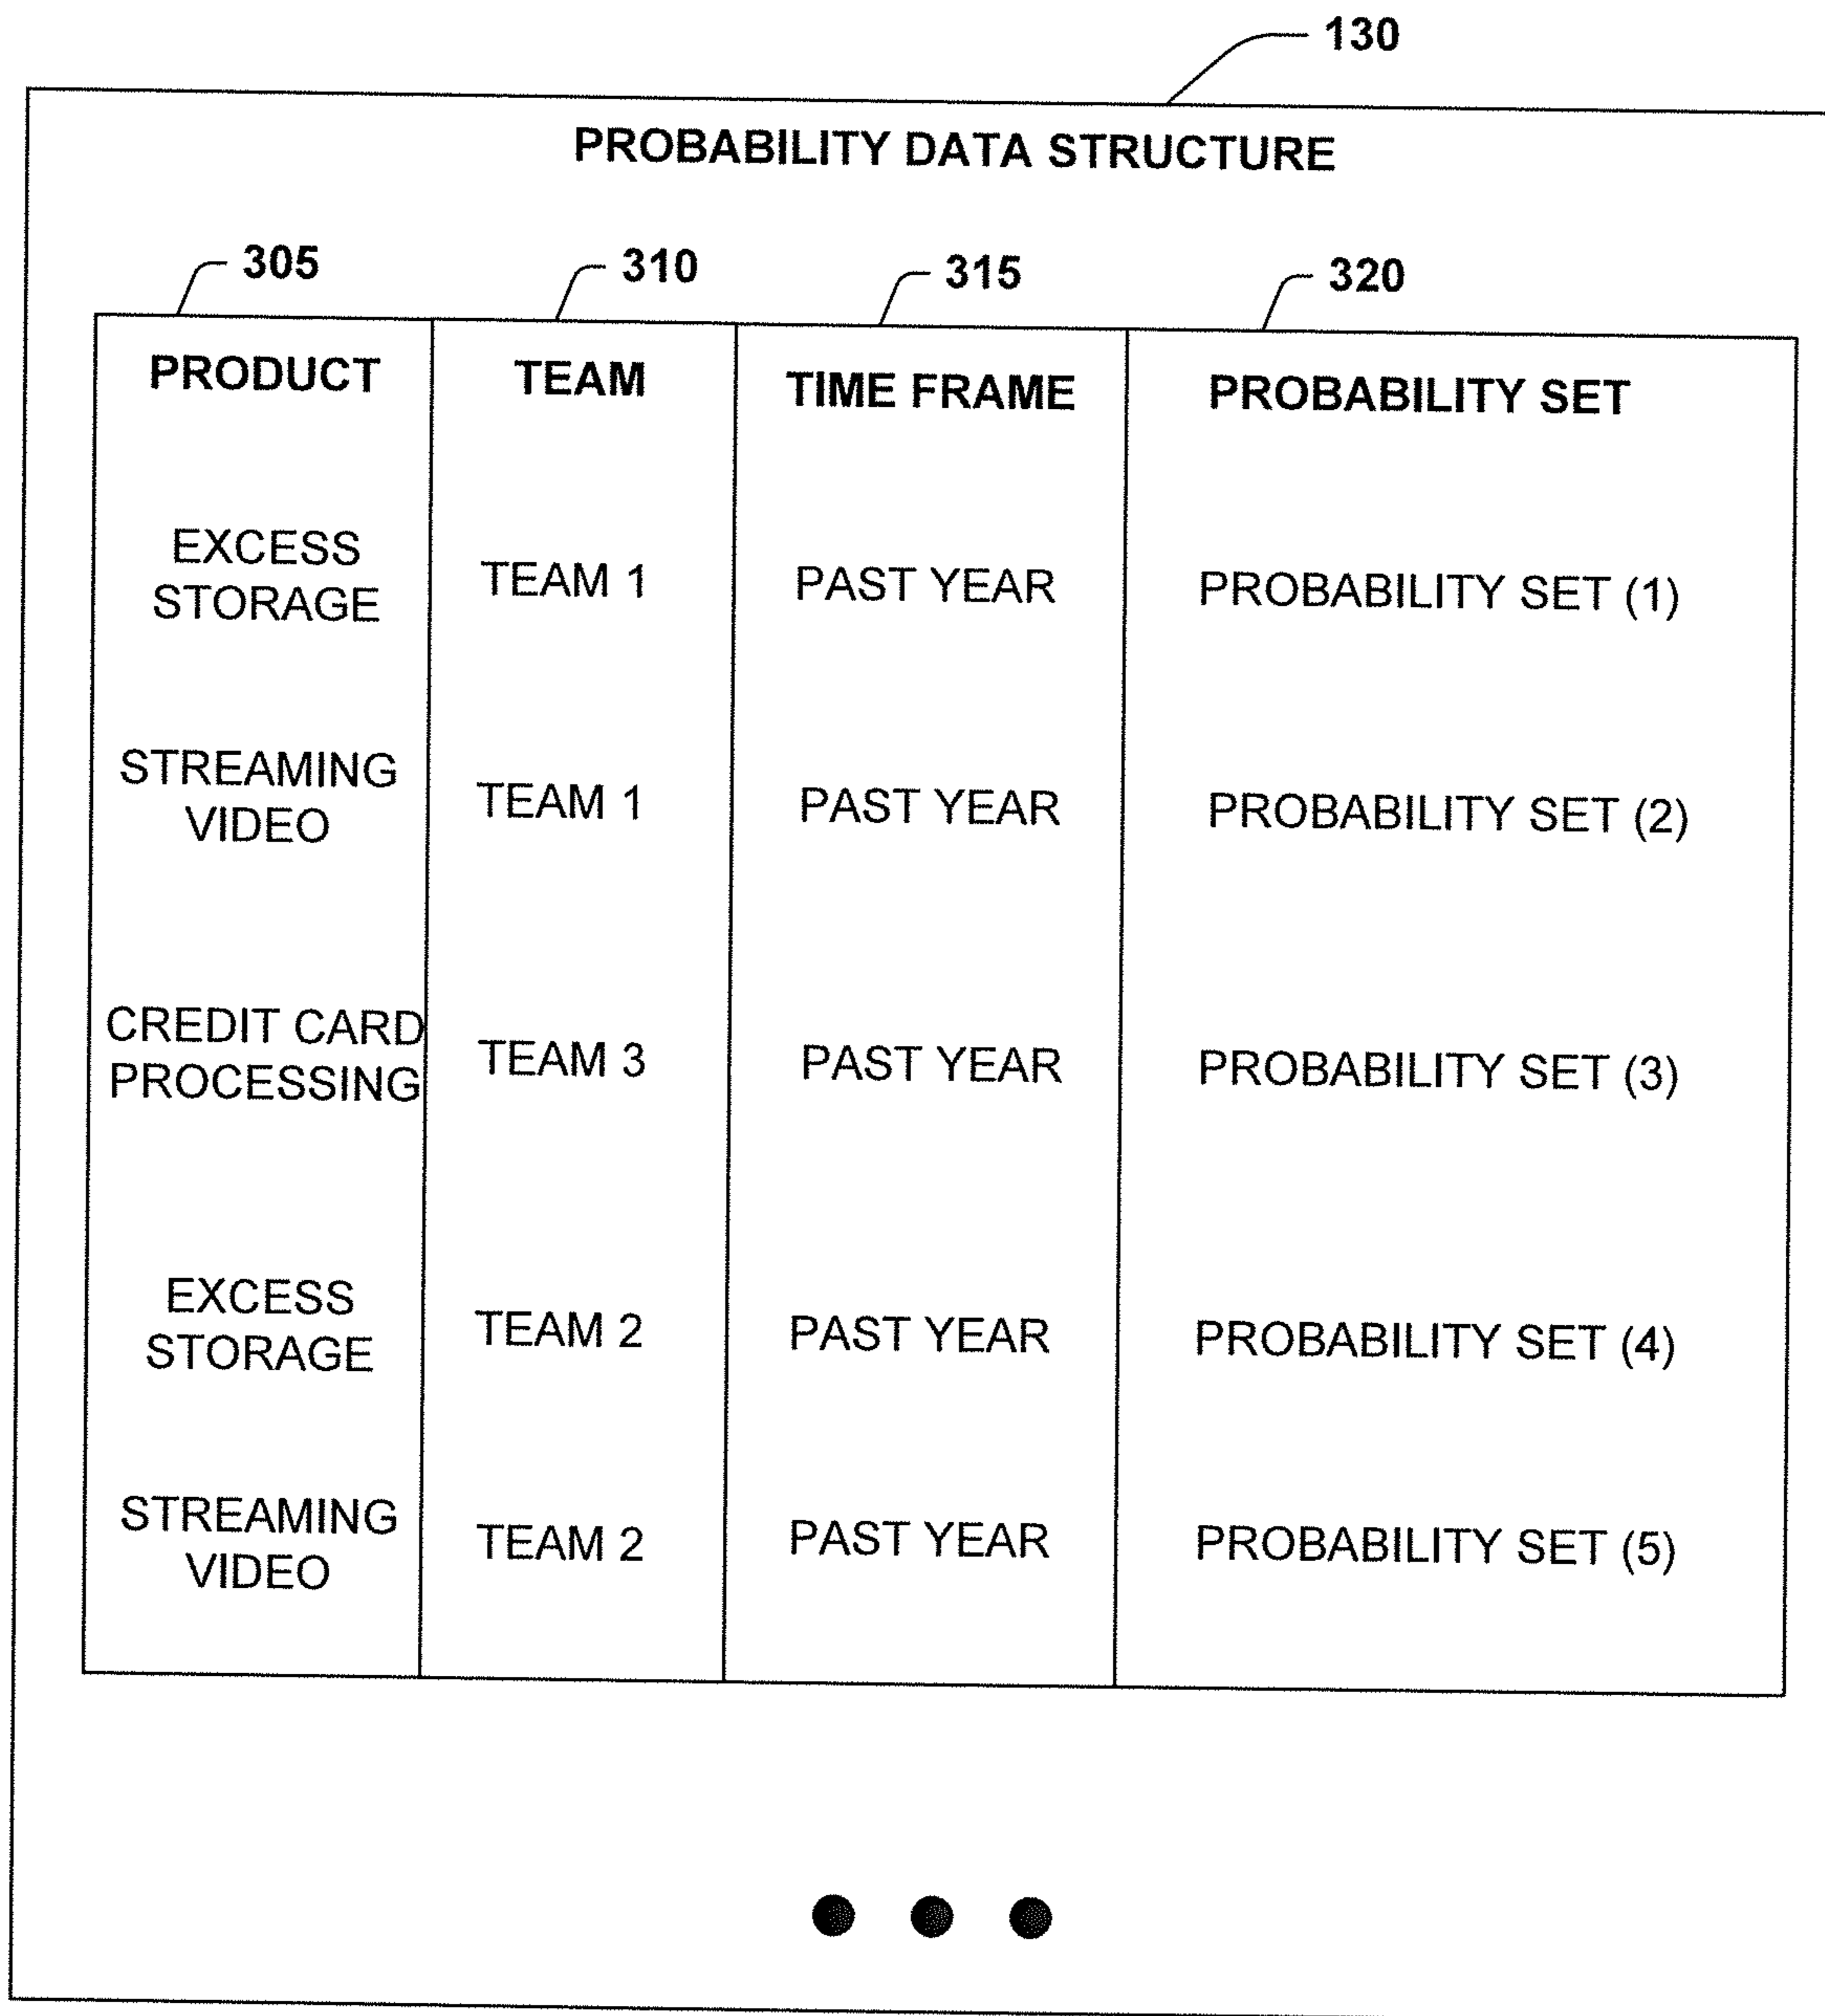 130
PROBABILITY DATA STRUCTURE
305 310 315 320
PRODUCT TEAM TIME FRAME PROBABILITY SET
EXCESS
STORAGE TEAM 1 PAST YEAR PROBABILITY SET (1)
STREAMING
VIDEO TEAM 1 PAST YEAR PROBABILITY SET (2)
CREDIT CARD
PROCESSING TEAM 3 PAST YEAR PROBABILITY SET (3)
EXCESS
STORAGE TEAM 2 PAST YEAR PROBABILITY SET (4)
STREAMING
VIDEO TEAM 2 PAST YEAR PROBABILITY SET (5)